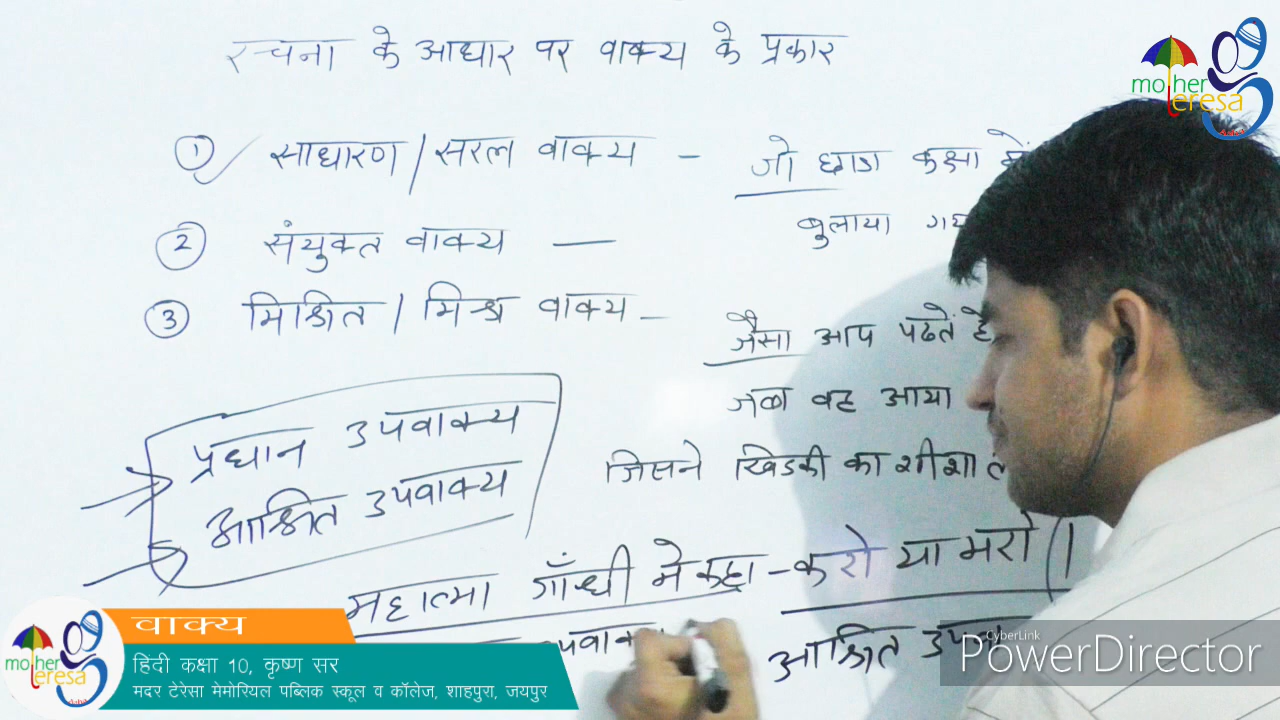 रचना के आधार पर वाक्य के प्रकार
mother
teresa
① साधारण / सरल वाक्य - जो छात्र कक्षा में
बुलाया
② संयुक्त वाक्य —
③ मिश्रित / मिश्र वाक्य -
जैसा आप पढतें है
जब वह आया
प्रधान उपवाक्य
जिसने खिडकी का शीशा
आश्रित उपवाक्य
महात्मा गाँधी ने कहा - करो या मरो ।
आश्रित
CyberLink
PowerDirector
वाक्य
mother
teresa
हिंदी कक्षा 10, कृष्ण सर
मदर टेरेसा मेमोरियल पब्लिक स्कूल व कॉलेज, शाहपुरा, जयपुर